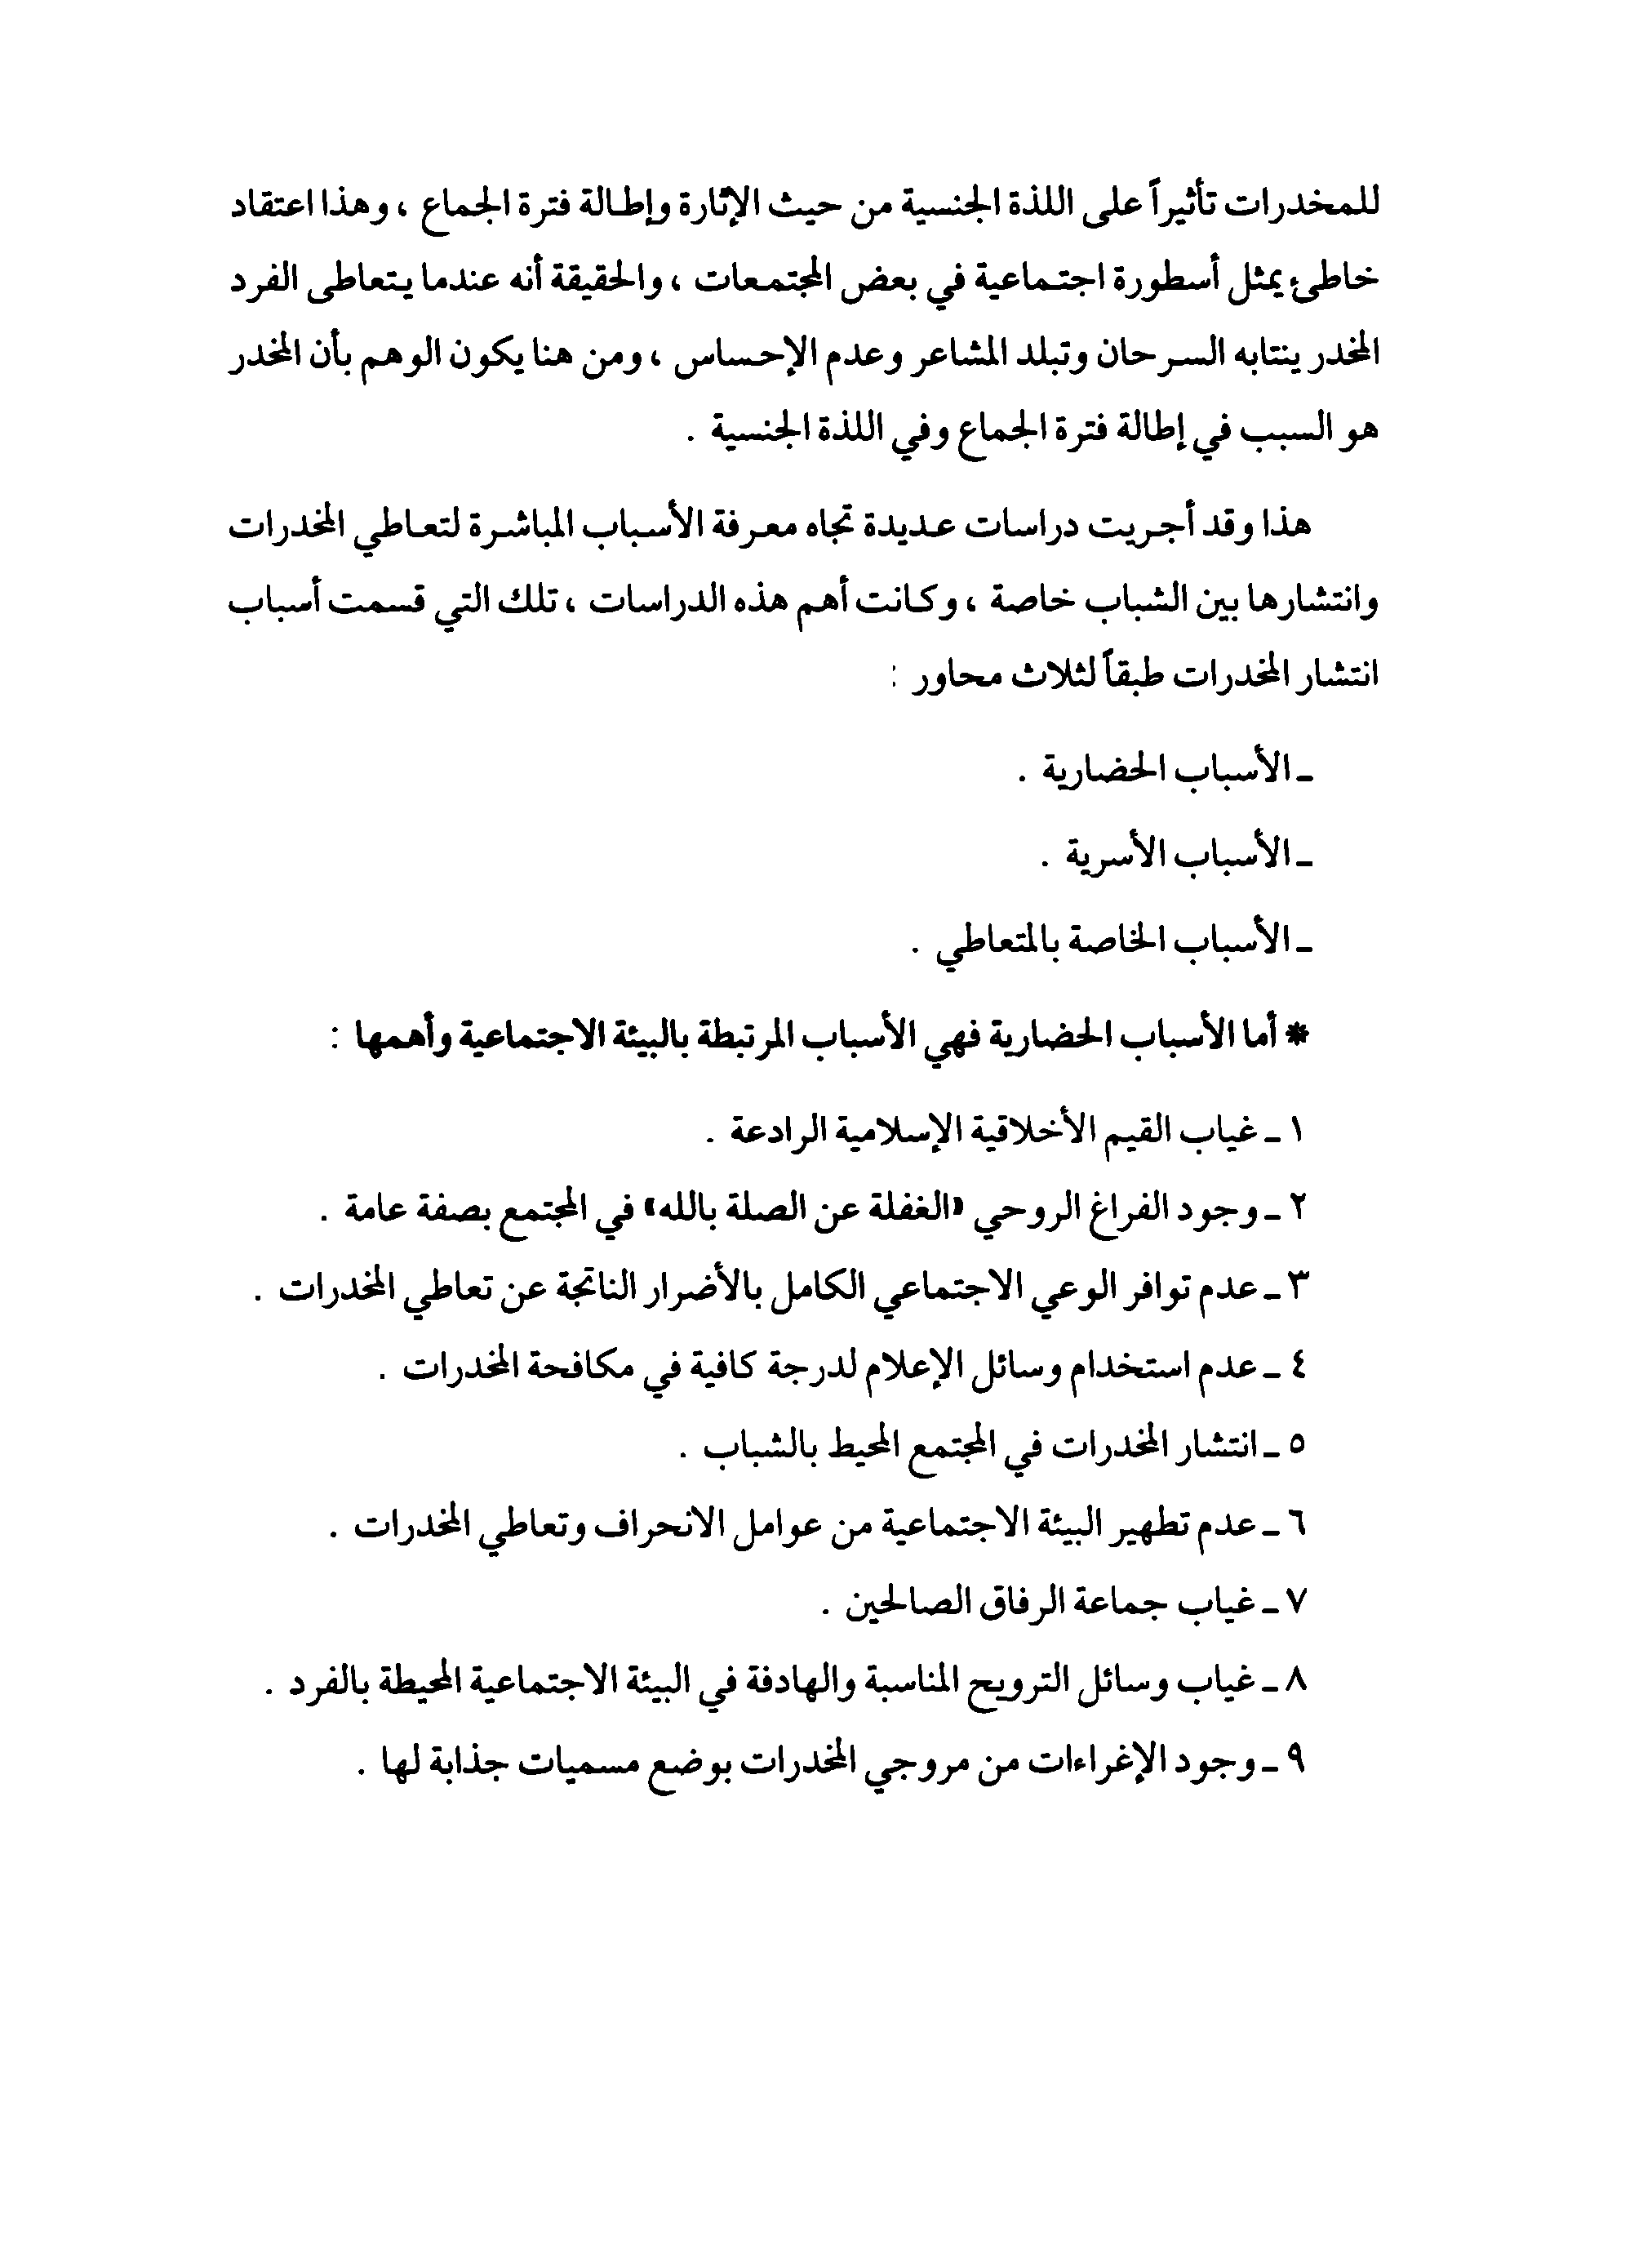 للمخدرات تأثيراً على اللذة الجنسية من حيث الإثارة وإطالة فترة الجماع ، وهذا اعتقاد
خاطئ يمثل أسطورة اجتماعية في بعض المجتمعات ، والحقيقة أنه عندما يتعاطى الفرد
المخدر ينتابه السرحان وتبلد المشاعر وعدم الإحساس ، ومن هنا يكون الوهم بأن المخدر
هو السبب في إطالة فترة الجماع وفي اللذة الجنسية .
هذا وقد أجريت دراسات عديدة تجاه معرفة الأسباب المباشرة لتعاطي المخدرات
وانتشارها بين الشباب خاصة ، وكانت أهم هذه الدراسات ، تلك التي قسمت أسباب
انتشار المخدرات طبقاً لثلاث محاور :
ـ الأسباب الحضارية .
ـ الأسباب الأسرية .
ـ الأسباب الخاصة بالمتعاطي .
* أما الأسباب الحضارية فهي الأسباب المرتبطة بالبيئة الاجتماعية وأهمها :
١ ـ غياب القيم الأخلاقية الإسلامية الرادعة .
٢ ـ وجود الفراغ الروحي «الغفلة عن الصلة بالله» في المجتمع بصفة عامة .
٣ ـ عدم توافر الوعي الاجتماعي الكامل بالأضرار الناتجة عن تعاطي المخدرات .
٤ ـ عدم استخدام وسائل الإعلام لدرجة كافية في مكافحة المخدرات .
٥ ـ انتشار المخدرات في المجتمع المحيط بالشباب .
٦ ـ عدم تطهير البيئة الاجتماعية من عوامل الانحراف وتعاطي المخدرات .
٧ ـ غياب جماعة الرفاق الصالحين .
٨ ـ غياب وسائل الترويح المناسبة والهادفة في البيئة الاجتماعية المحيطة بالفرد .
٩ ـ وجود الإغراءات من مروجي المخدرات بوضع مسميات جذابة لها .